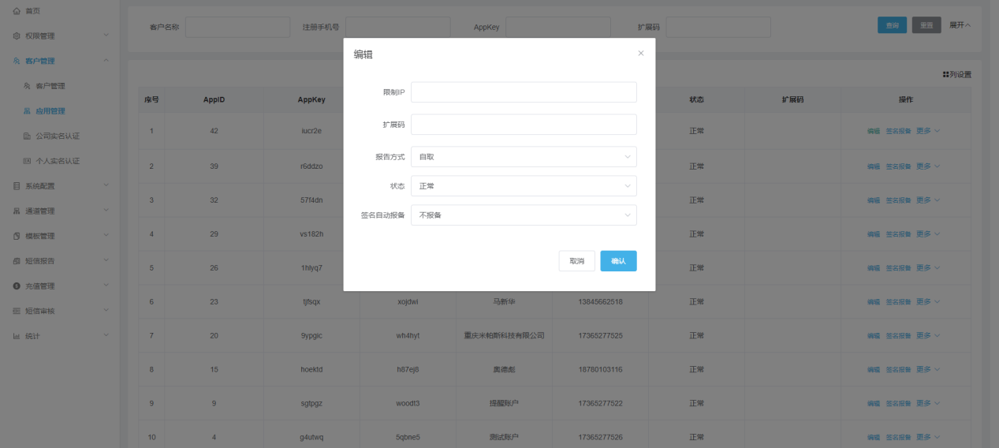 首页
权限管理
客户管理
客户管理
应用管理
公司实名认证
个人实名认证
系统配置
通道管理
模板管理
短信报告
充值管理
短信审核
统计
客户名称 注册手机号 AppKey 扩展码 查询 重置 展开
列设置
编辑
限制IP
扩展码
报告方式 自取
状态 正常
签名自动报备 不报备
取消 确认
序号 AppID AppKey 状态 扩展码 操作
1 42 iucr2e 正常 编辑 签名报备 更多
2 39 r6ddzo 正常 编辑 签名报备 更多
3 32 57f4dn 正常 编辑 签名报备 更多
4 29 vs182h 正常 编辑 签名报备 更多
5 26 1hlyq7 正常 编辑 签名报备 更多
6 23 tjfsqx xojdwi 马新华 13845662518 正常 编辑 签名报备 更多
7 20 9ypgic wh4hyt 重庆米帕斯科技有限公司 17365277525 正常 编辑 签名报备 更多
8 15 hoektd h87ej8 奥德彪 18780103116 正常 编辑 签名报备 更多
9 9 sgtpgz woodt3 提醒账户 17365277522 正常 编辑 签名报备 更多
10 4 g4utwq 5qbne5 测试账户 17365277526 正常 编辑 签名报备 更多